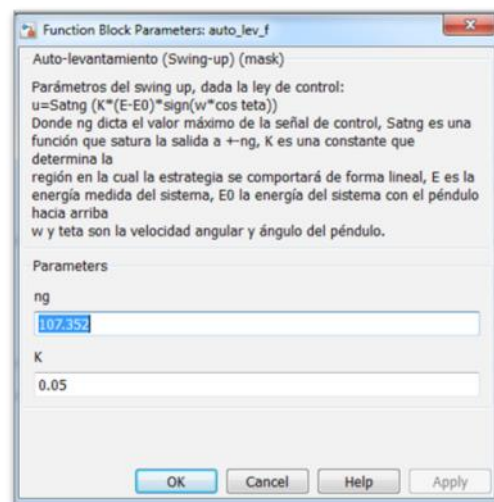 Function Block Parameters: auto_lev_f
Auto-levantamiento (Swing-up) (mask)
Parámetros del swing up, dada la ley de control:
u=Satng (K*(E-E0)*sign(w*cos teta))
Donde ng dicta el valor máximo de la señal de control, Satng es una
función que satura la salida a +-ng, K es una constante que
determina la
región en la cual la estrategia se comportará de forma lineal, E es la
energía medida del sistema, E0 la energía del sistema con el péndulo
hacia arriba
w y teta son la velocidad angular y ángulo del péndulo.
Parameters
ng
107.352
K
0.05
OK Cancel Help Apply